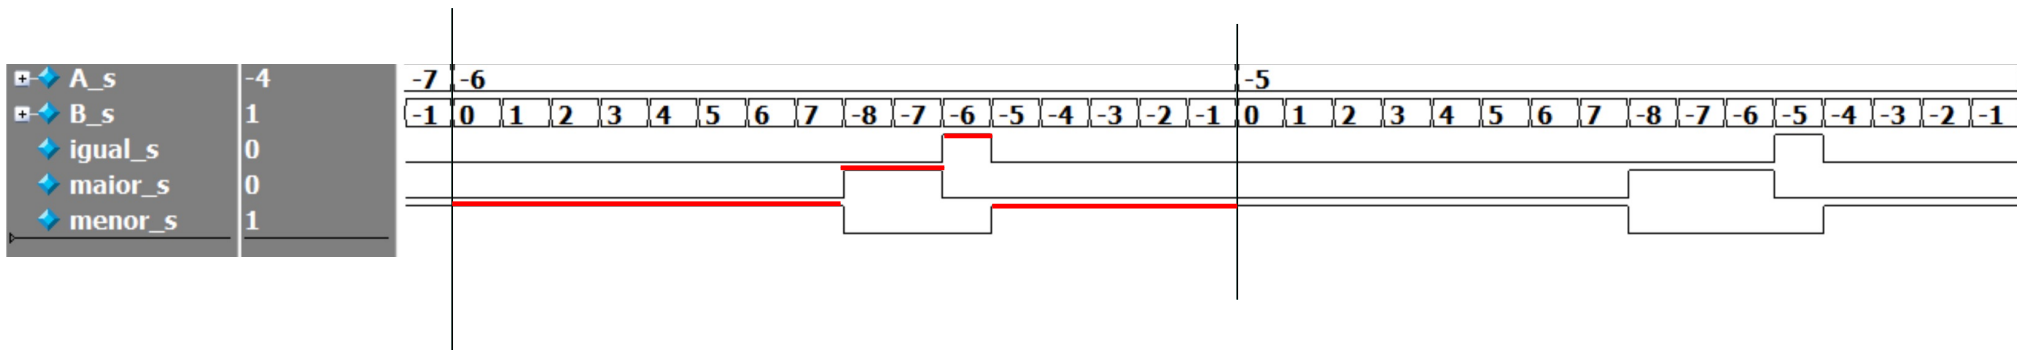 A_s -4 -7 -6 -5
B_s 1 -1 0 1 2 3 4 5 6 7 -8 -7 -6 -5 -4 -3 -2 -1 0 1 2 3 4 5 6 7 -8 -7 -6 -5 -4 -3 -2 -1
igual_s 0
maior_s 0
menor_s 1